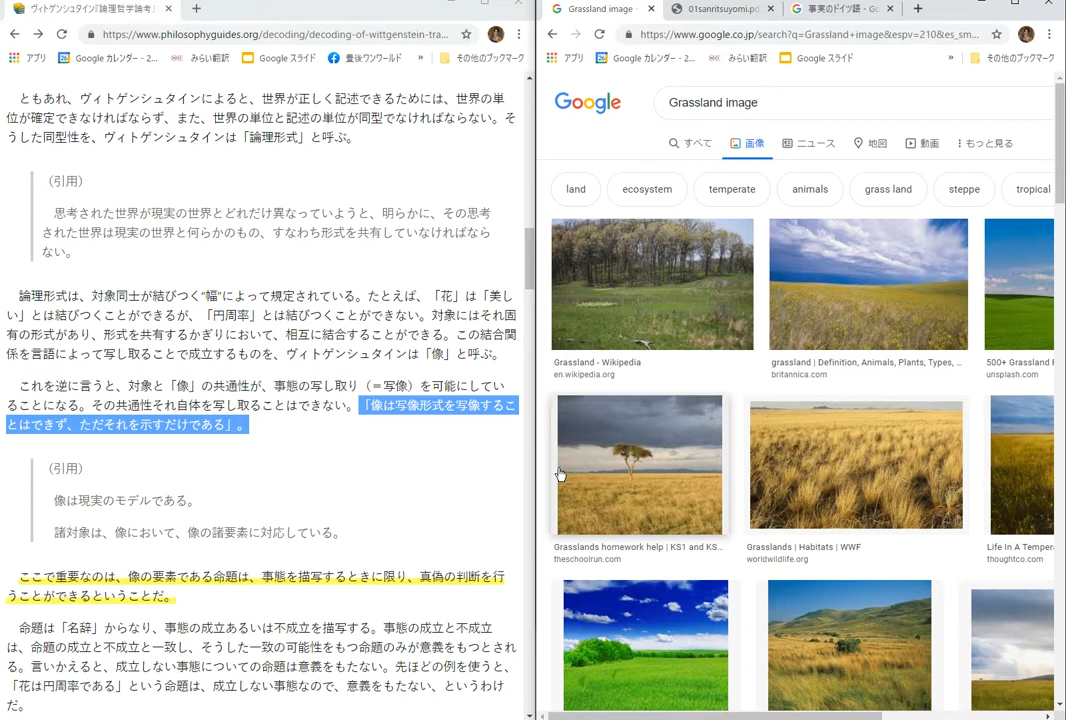 ヴィトゲンシュタイン『論理哲学論考』
https://www.philosophyguides.org/decoding/decoding-of-wittgenstein-tra...
アプリ Google カレンダー - 2... みらい翻訳 Google スライド 豊後ワンワールド » その他のブックマーク
ともあれ、ヴィトゲンシュタインによると、世界が正しく記述できるためには、世界の単
位が確定できなければならず、また、世界の単位と記述の単位が同型でなければならない。そ
うした同型性を、ヴィトゲンシュタインは「論理形式」と呼ぶ。
（引用）
思考された世界が現実の世界とどれだけ異なっていようと、明らかに、その思考
された世界は現実の世界と何らかのもの、すなわち形式を共有していなければなら
ない。
論理形式は、対象同士が結びつく“幅”によって規定されている。たとえば、「花」は「美し
い」とは結びつくことができるが、「円周率」とは結びつくことができない。対象にはそれ固
有の形式があり、形式を共有するかぎりにおいて、相互に結合することができる。この結合関
係を言語によって写し取ることで成立するものを、ヴィトゲンシュタインは「像」と呼ぶ。
これを逆に言うと、対象と「像」の共通性が、事態の写し取り（＝写像）を可能にしてい
ることになる。その共通性それ自体を写し取ることはできない。「像は写像形式を写像するこ
とはできず、ただそれを示すだけである」。
（引用）
像は現実のモデルである。
諸対象は、像において、像の諸要素に対応している。
ここで重要なのは、像の要素である命題は、事態を描写するときに限り、真偽の判断を行
うことができるということだ。
命題は「名辞」からなり、事態の成立あるいは不成立を描写する。事態の成立と不成立
は、命題の成立と不成立と一致し、そうした一致の可能性をもつ命題のみが意義をもつとされ
る。言いかえると、成立しない事態についての命題は意義をもたない。先ほどの例を使うと、
「花は円周率である」という命題は、成立しない事態なので、意義をもたない、というわけ
だ。
Grassland image - 01sanritsuyomi.pd 事実のドイツ語 - Go
https://www.google.co.jp/search?q=Grassland+image&espv=210&es_sm...
アプリ Google カレンダー - 2... みらい翻訳 Google スライド » その他のブックマーク
Google Grassland image
すべて 画像 ニュース 地図 動画 もっと見る
land ecosystem temperate animals grass land steppe tropical
Grassland - Wikipedia grassland | Definition, Animals, Plants, Types, ... 500+ Grassland
en.wikipedia.org britannica.com unsplash.com
Grasslands homework help | KS1 and KS... Grasslands | Habitats | WWF Life In A Tempera
theschoolrun.com worldwildlife.org thoughtco.com